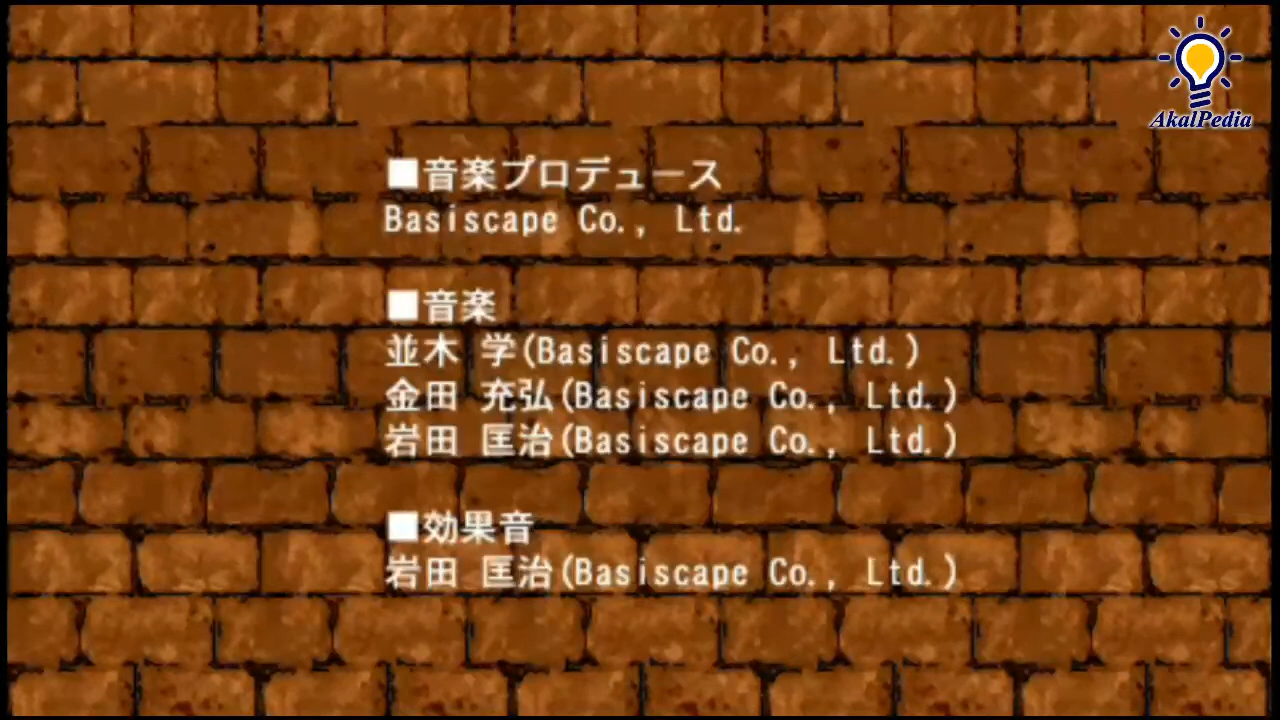 AkalPedia
■音楽プロデュース
Basiscape Co., Ltd.
■音楽
並木 学(Basiscape Co., Ltd.)
金田 充弘(Basiscape Co., Ltd.)
岩田 匡治(Basiscape Co., Ltd.)
■効果音
岩田 匡治(Basiscape Co., Ltd.)